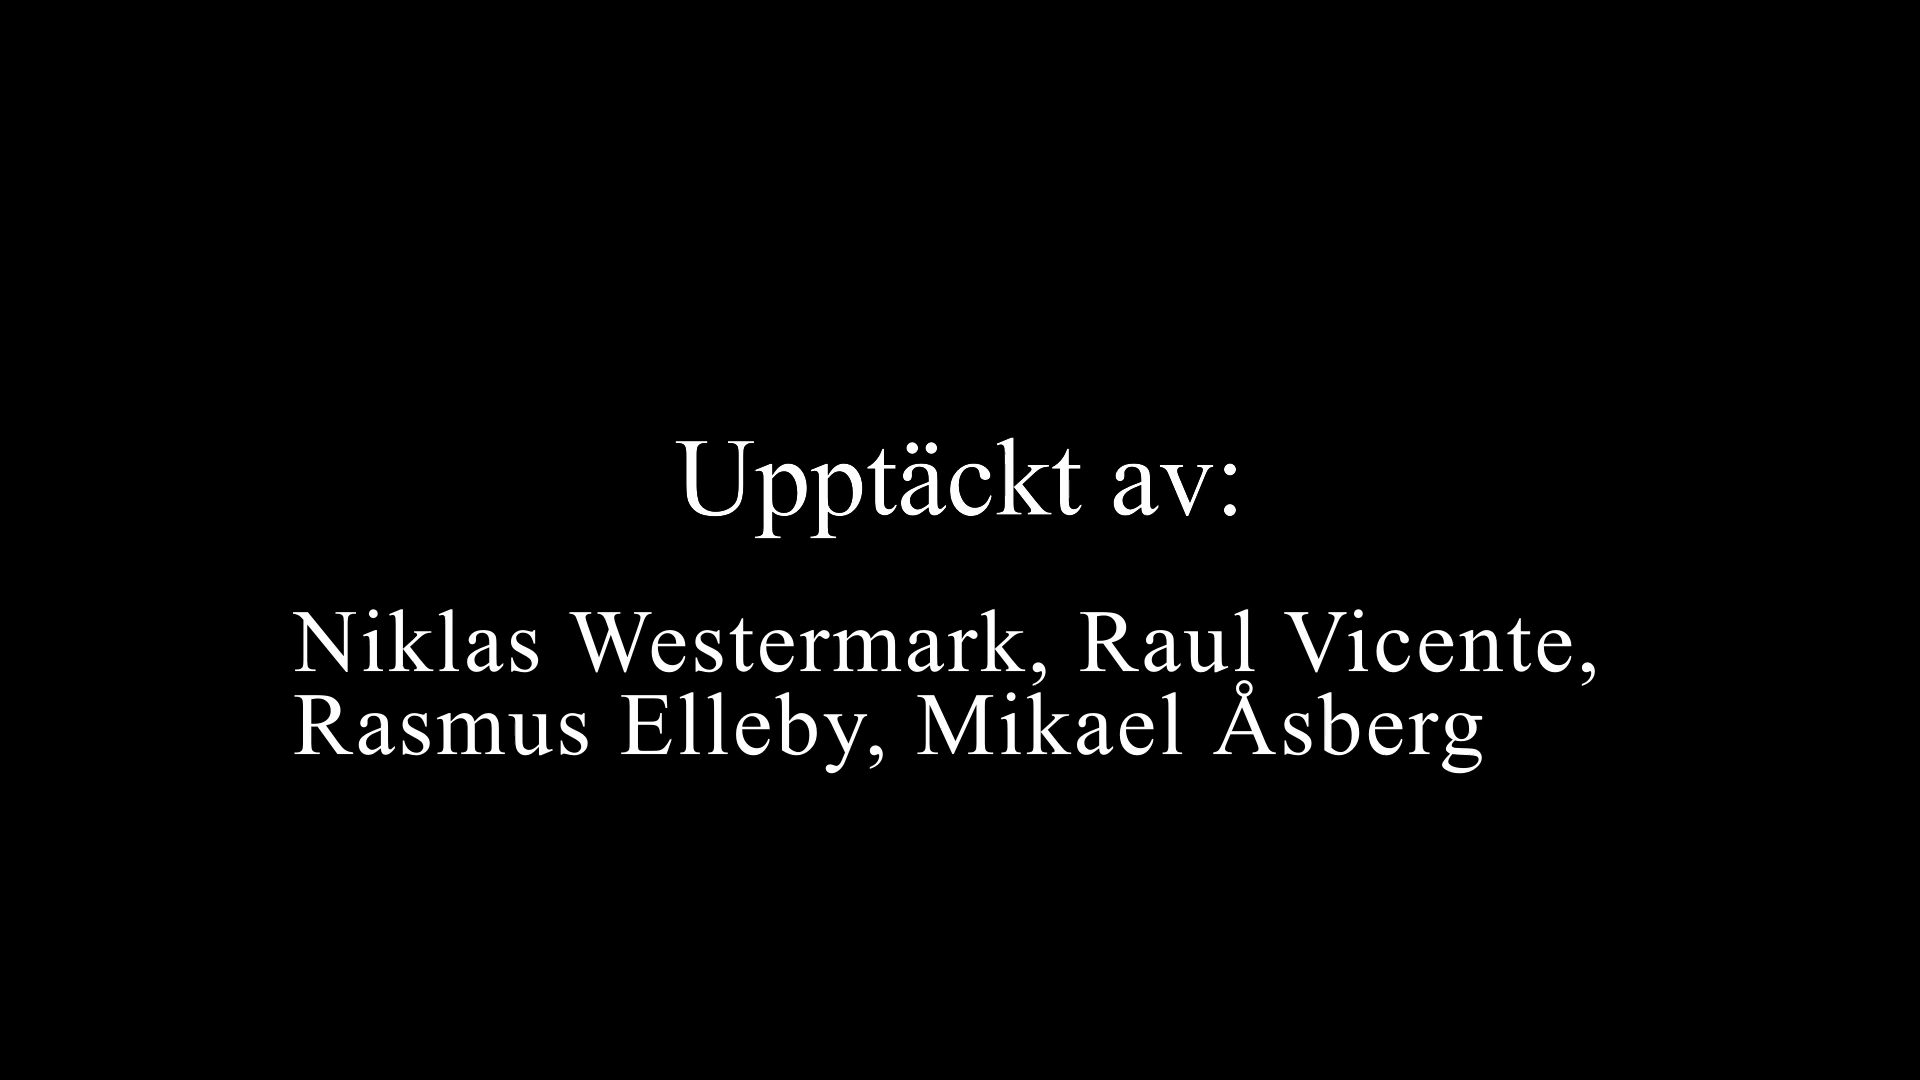 Upptäckt av:
Niklas Westermark, Raul Vicente,
Rasmus Elleby, Mikael Åsberg